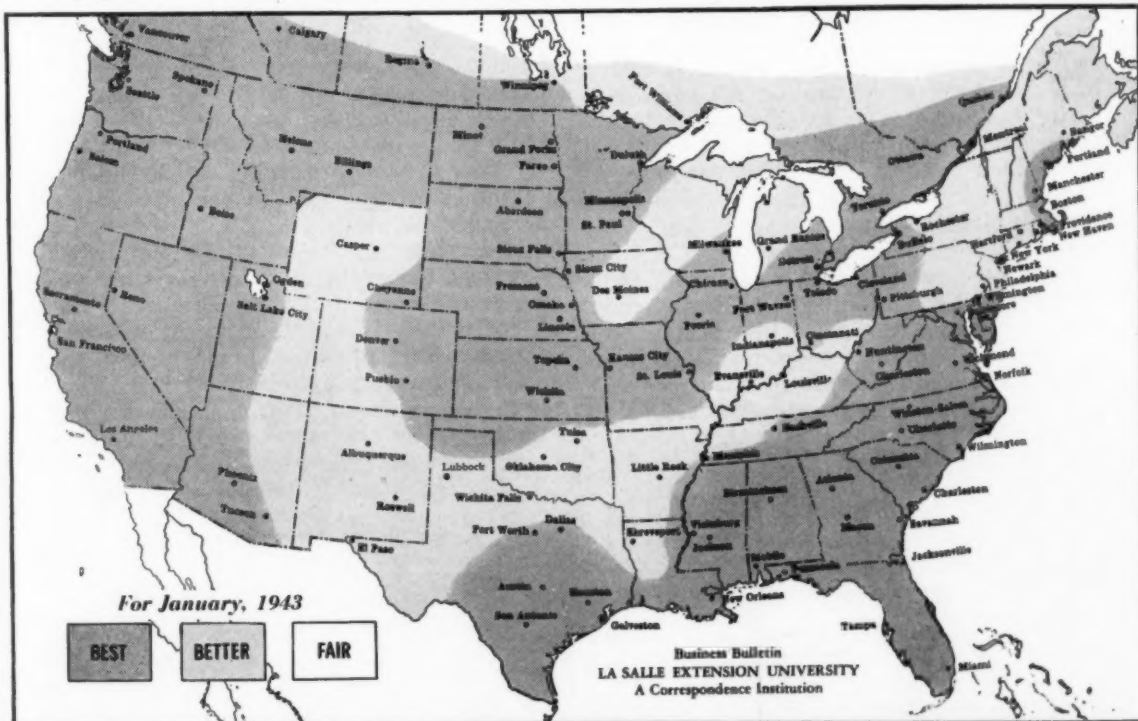 Vancouver
Calgary
Regina
Winnipeg
Fort William
Quebec
Spokane
Seattle
Helena
Minot
Grand Forks
Fargo
Duluth
Ottawa
Montreal
Bangor
Portland
Portland
Salem
Billings
Manchester
Boston
Boise
Aberdeen
Minneapolis
St. Paul
Toronto
Rochester
Buffalo
Providence
Hartford
New Haven
Casper
Sioux Falls
Milwaukee
Grand Rapids
Detroit
New York
Newark
Sioux City
Ogden
Salt Lake City
Cheyenne
Fremont
Omaha
Des Moines
Chicago
Fort Wayne
Toledo
Cleveland
Pittsburgh
Philadelphia
Wilmington
Sacramento
Reno
Lincoln
Peoria
San Francisco
Denver
Topeka
Kansas City
St. Louis
Indianapolis
Cincinnati
Huntington
Richmond
Pueblo
Wichita
Evansville
Louisville
Charleston
Norfolk
Los Angeles
Tulsa
Nashville
Winston-Salem
Charlotte
Wilmington
Albuquerque
Lubbock
Oklahoma City
Little Rock
Memphis
Columbia
Phoenix
Wichita Falls
Birmingham
Atlanta
Charleston
Tucson
Roswell
Fort Worth
Dallas
Shreveport
Vicksburg
Jackson
Macon
Savannah
El Paso
Mobile
Jacksonville
Austin
Houston
New Orleans
San Antonio
Galveston
Tampa
Miami
For January, 1943
BEST
BETTER
FAIR
Business Bulletin
LA SALLE EXTENSION UNIVERSITY
A Correspondence Institution